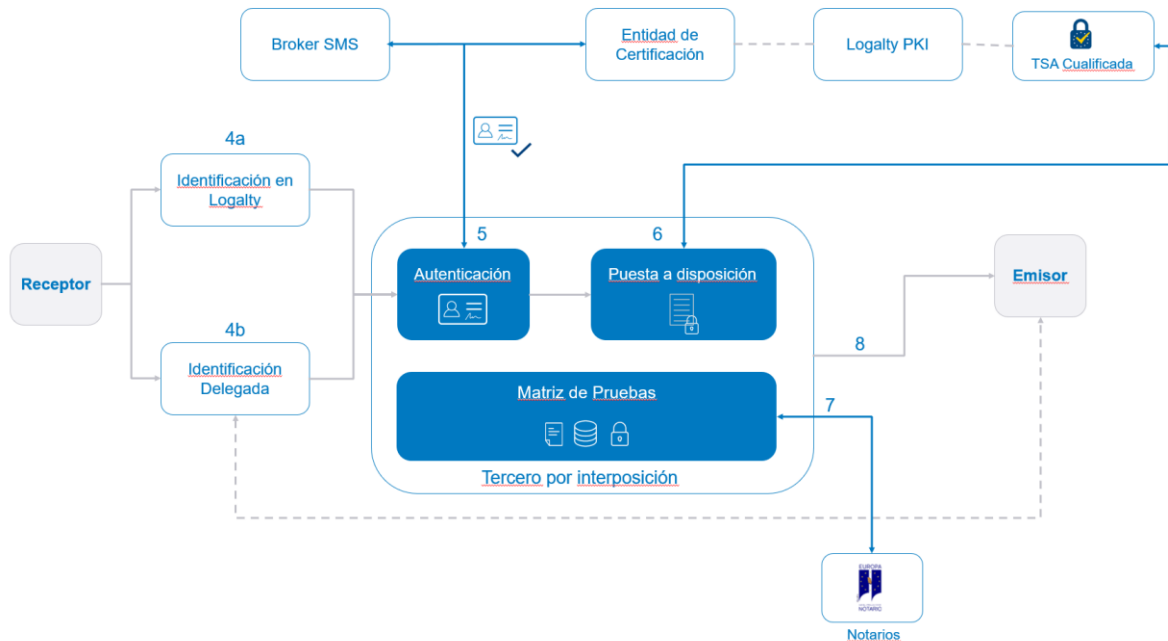 Broker SMS
Entidad de
Certificación
Logalty PKI
TSA Cualificada
4a
Identificación en
Logalty
Receptor
4b
Identificación
Delegada
5
Autenticación
6
Puesta a disposición
Matriz de Pruebas
Tercero por interposición
7
8
Emisor
EUROPA
NOTARIO
Notarios